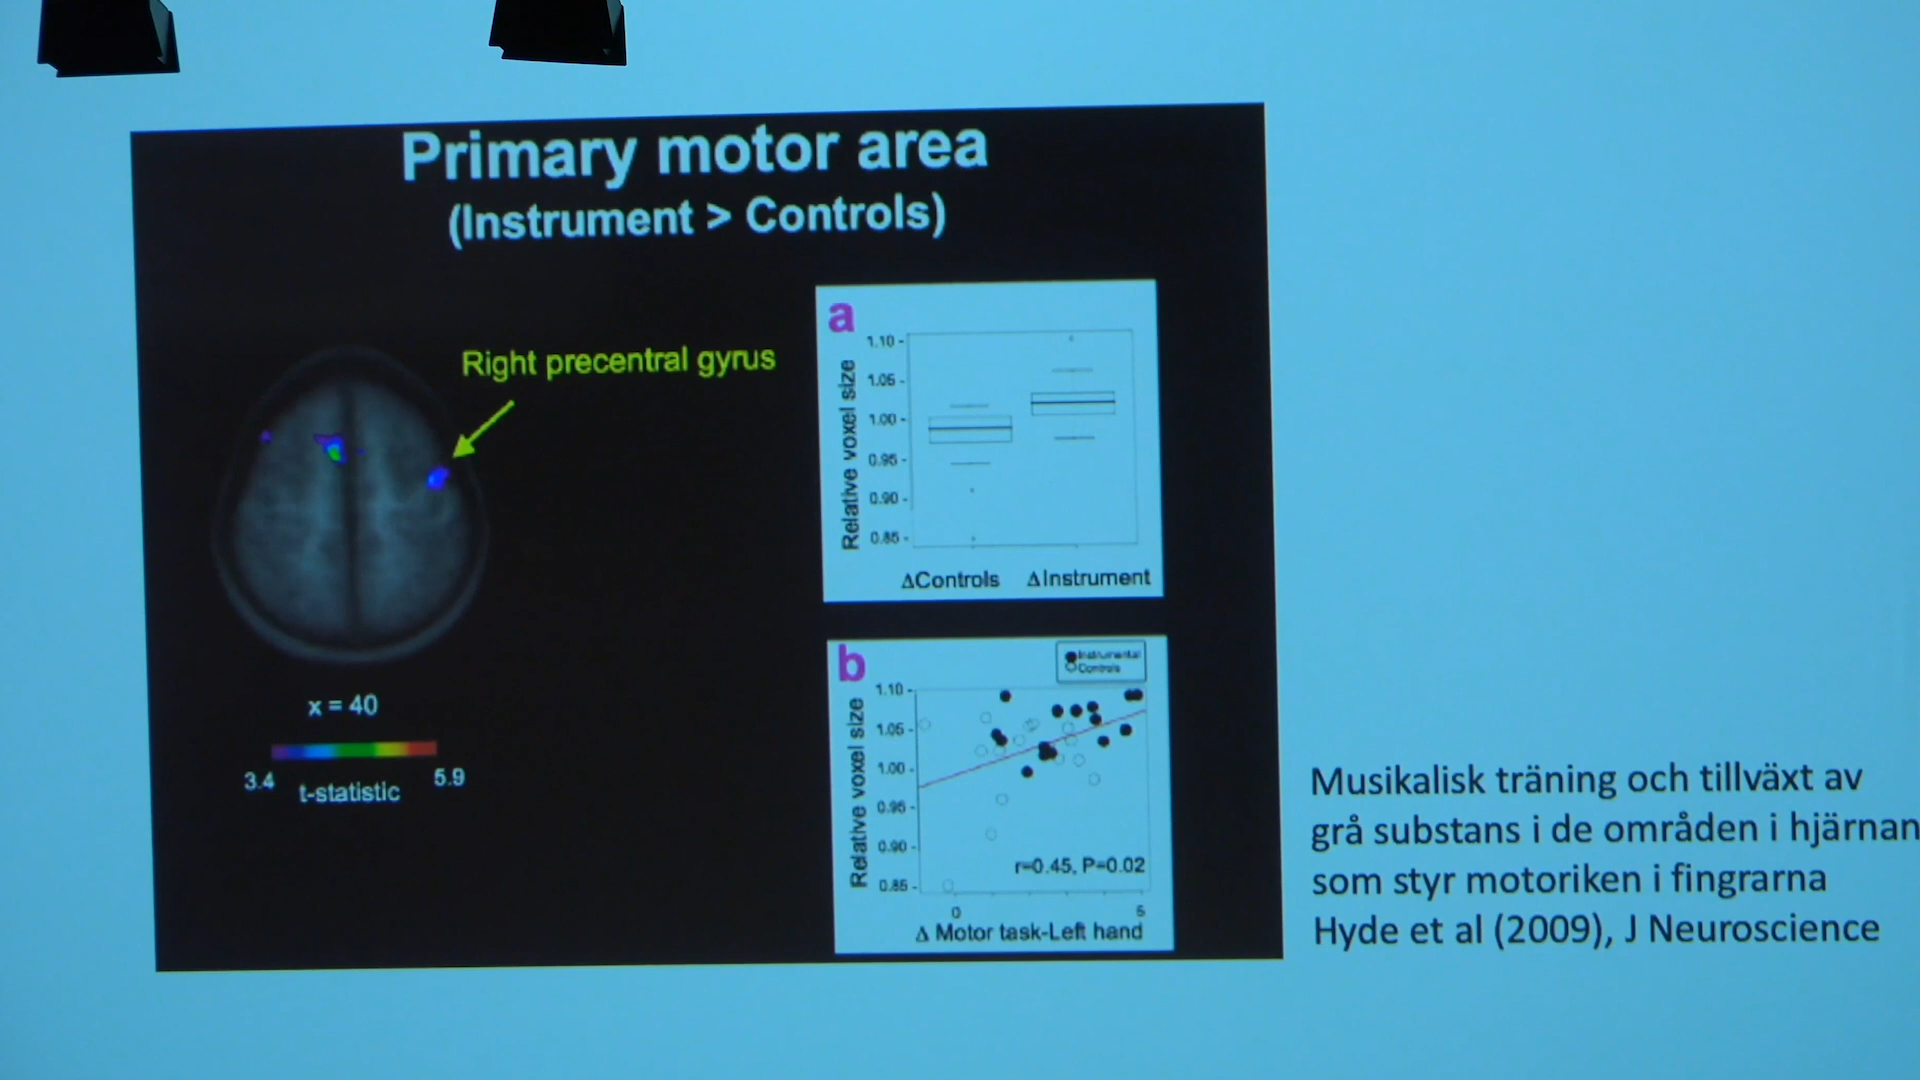 Primary motor area
(Instrument > Controls)
Right precentral gyrus
x = 40
3.4
5.9
t-statistic
a
Relative voxel size
1.10
1.05
1.00
0.95
0.90
0.85
ΔControls ΔInstrument
b
Instrumental
Controls
Relative voxel size
1.10
1.05
1.00
0.95
0.90
0.85
r=0.45, P=0.02
0 5
Δ Motor task-Left hand
Musikalisk träning och tillväxt av
grå substans i de områden i hjärnan
som styr motoriken i fingrarna
Hyde et al (2009), J Neuroscience